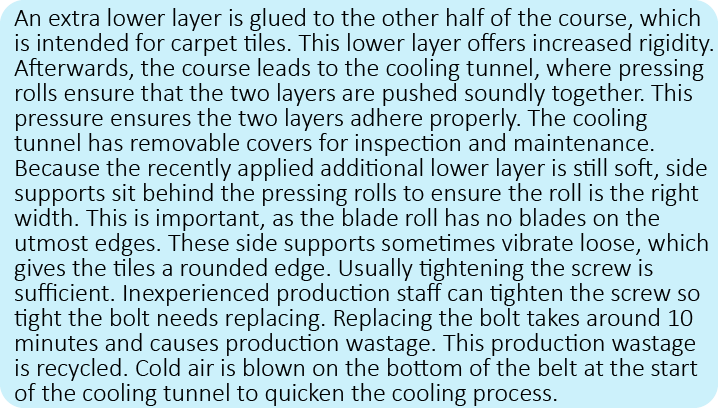 An extra lower layer is glued to the other half of the course, which
is intended for carpet tiles. This lower layer offers increased rigidity.
Afterwards, the course leads to the cooling tunnel, where pressing
rolls ensure that the two layers are pushed soundly together. This
pressure ensures the two layers adhere properly. The cooling
tunnel has removable covers for inspection and maintenance.
Because the recently applied additional lower layer is still soft, side
supports sit behind the pressing rolls to ensure the roll is the right
width. This is important, as the blade roll has no blades on the
utmost edges. These side supports sometimes vibrate loose, which
gives the tiles a rounded edge. Usually tightening the screw is
sufficient. Inexperienced production staff can tighten the screw so
tight the bolt needs replacing. Replacing the bolt takes around 10
minutes and causes production wastage. This production wastage
is recycled. Cold air is blown on the bottom of the belt at the start
of the cooling tunnel to quicken the cooling process.